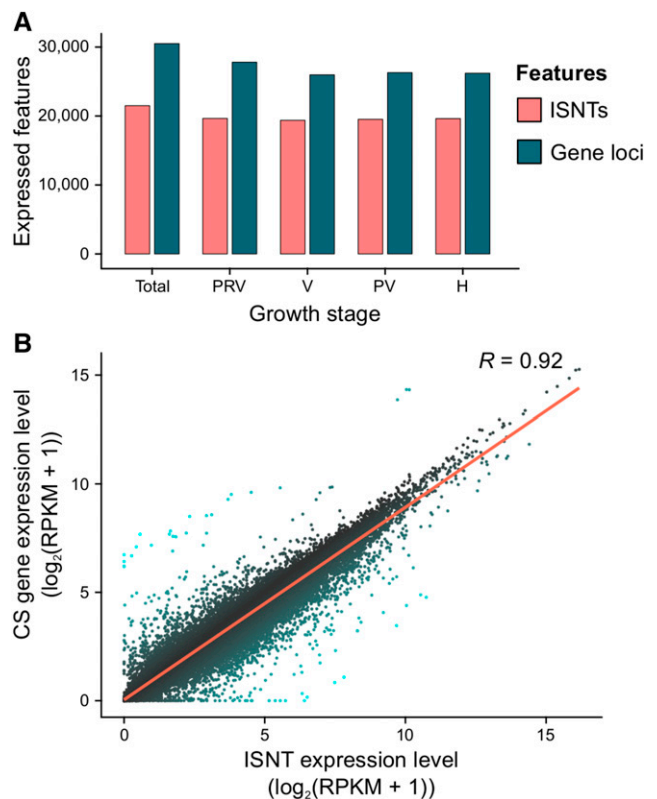 A
30,000
20,000
10,000
0
Expressed features
Total PRV V PV H
Growth stage
Features
ISNTs
Gene loci
B
R = 0.92
15
10
5
0
CS gene expression level
(log₂(RPKM + 1))
0 5 10 15
ISNT expression level
(log₂(RPKM + 1))